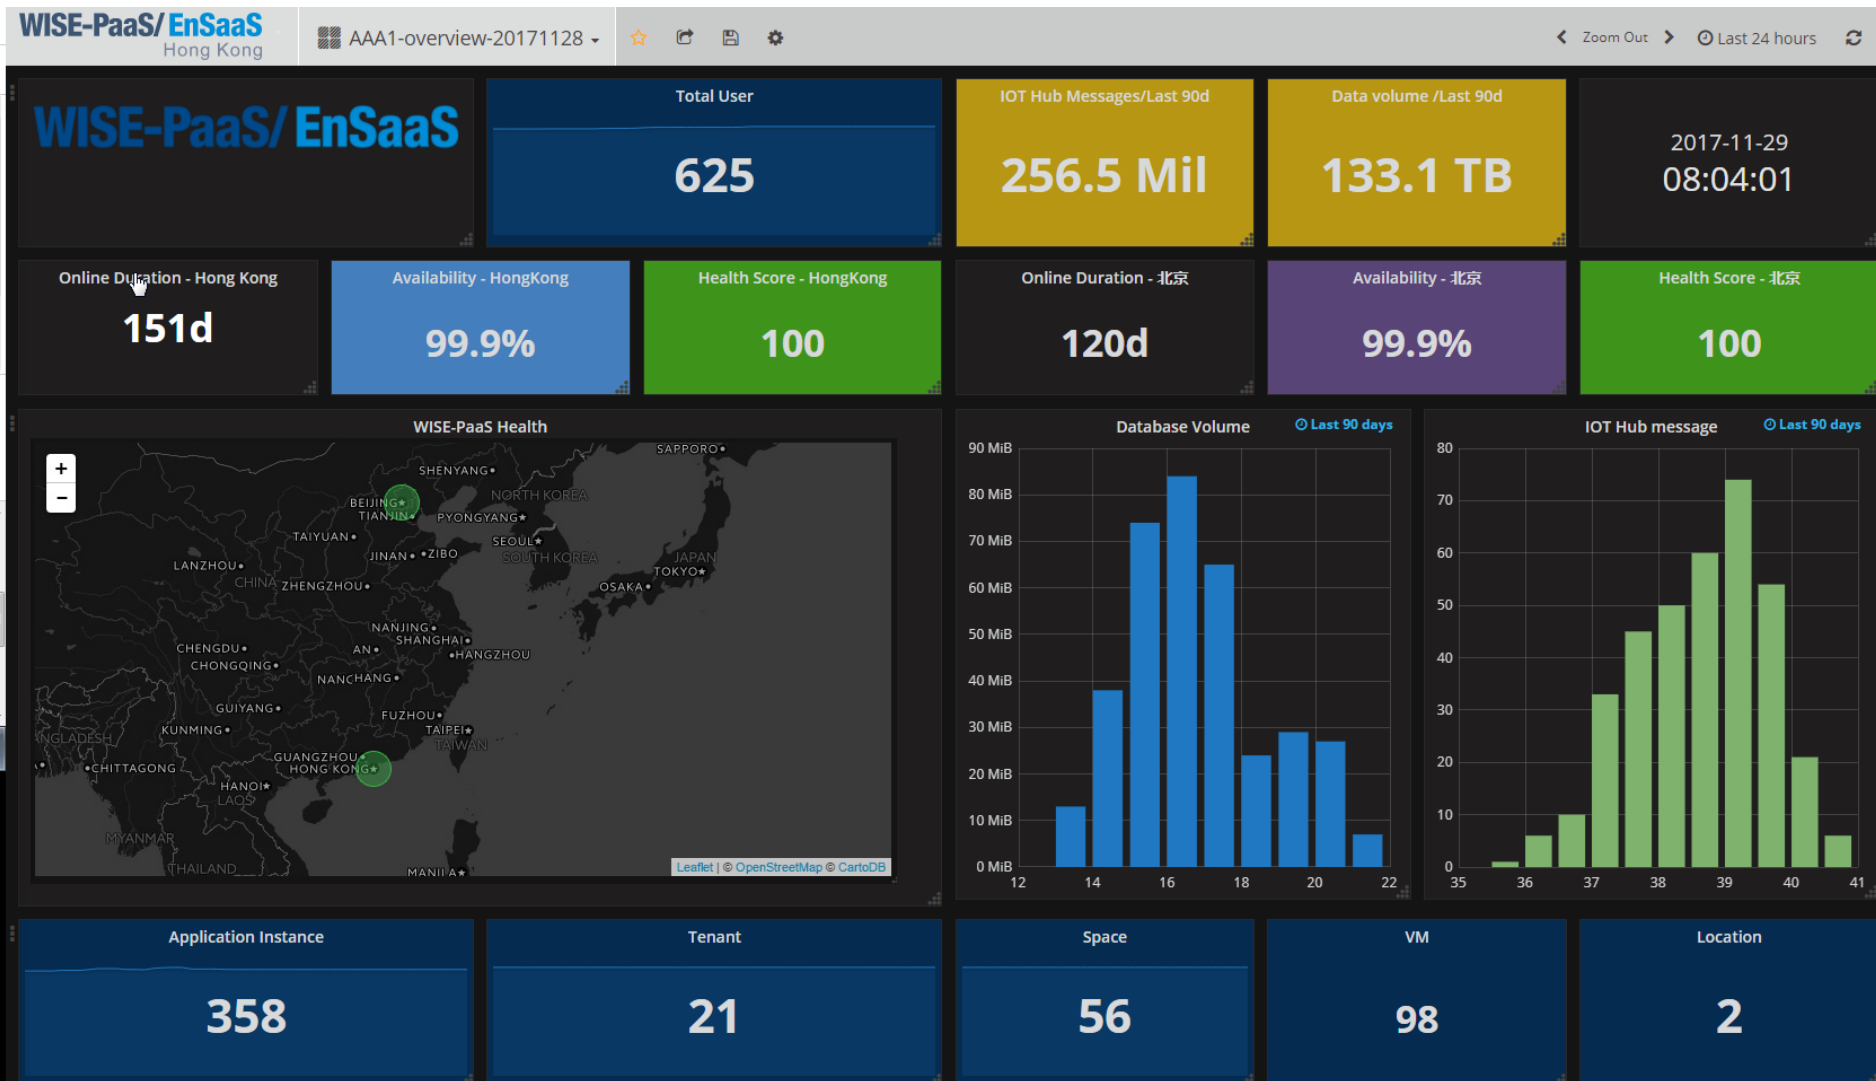 WISE-PaaS/ EnSaaS
Hong Kong
AAA1-overview-20171128
Zoom Out
Last 24 hours
WISE-PaaS/ EnSaaS
Total User
625
IOT Hub Messages/Last 90d
256.5 Mil
Data volume /Last 90d
133.1 TB
2017-11-29
08:04:01
Online Duration - Hong Kong
151d
Availability - HongKong
99.9%
Health Score - HongKong
100
Online Duration - 北京
120d
Availability - 北京
99.9%
Health Score - 北京
100
WISE-PaaS Health
+
−
SAPPORO
SHENYANG
NORTH KOREA
BEIJING
TIANJIN
PYONGYANG
TAIYUAN
SEOUL
JINAN
ZIBO
SOUTH KOREA
JAPAN
TOKYO
LANZHOU
CHINA
ZHENGZHOU
OSAKA
NANJING
SHANGHAI
CHENGDU
AN
HANGZHOU
CHONGQING
NANCHANG
GUIYANG
FUZHOU
KUNMING
TAIPEI
NGLADESH
TAIWAN
GUANGZHOU
CHITTAGONG
HONG KONG
HANOI
LAOS
MYANMAR
THAILAND
MANILA
Leaflet | © OpenStreetMap © CartoDB
Database Volume
Last 90 days
90 MiB
80 MiB
70 MiB
60 MiB
50 MiB
40 MiB
30 MiB
20 MiB
10 MiB
0 MiB
12 14 16 18 20 22
IOT Hub message
Last 90 days
80
70
60
50
40
30
20
10
0
35 36 37 38 39 40 41
Application Instance
358
Tenant
21
Space
56
VM
98
Location
2